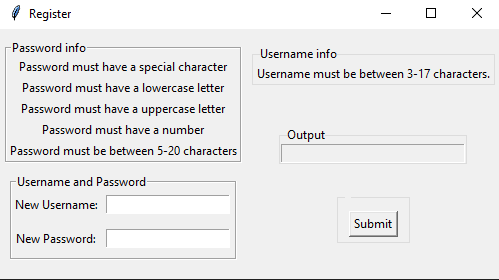 Register
Password info
Password must have a special character
Password must have a lowercase letter
Password must have a uppercase letter
Password must have a number
Password must be between 5-20 characters
Username info
Username must be between 3-17 characters.
Output
Username and Password
New Username:
New Password:
Submit